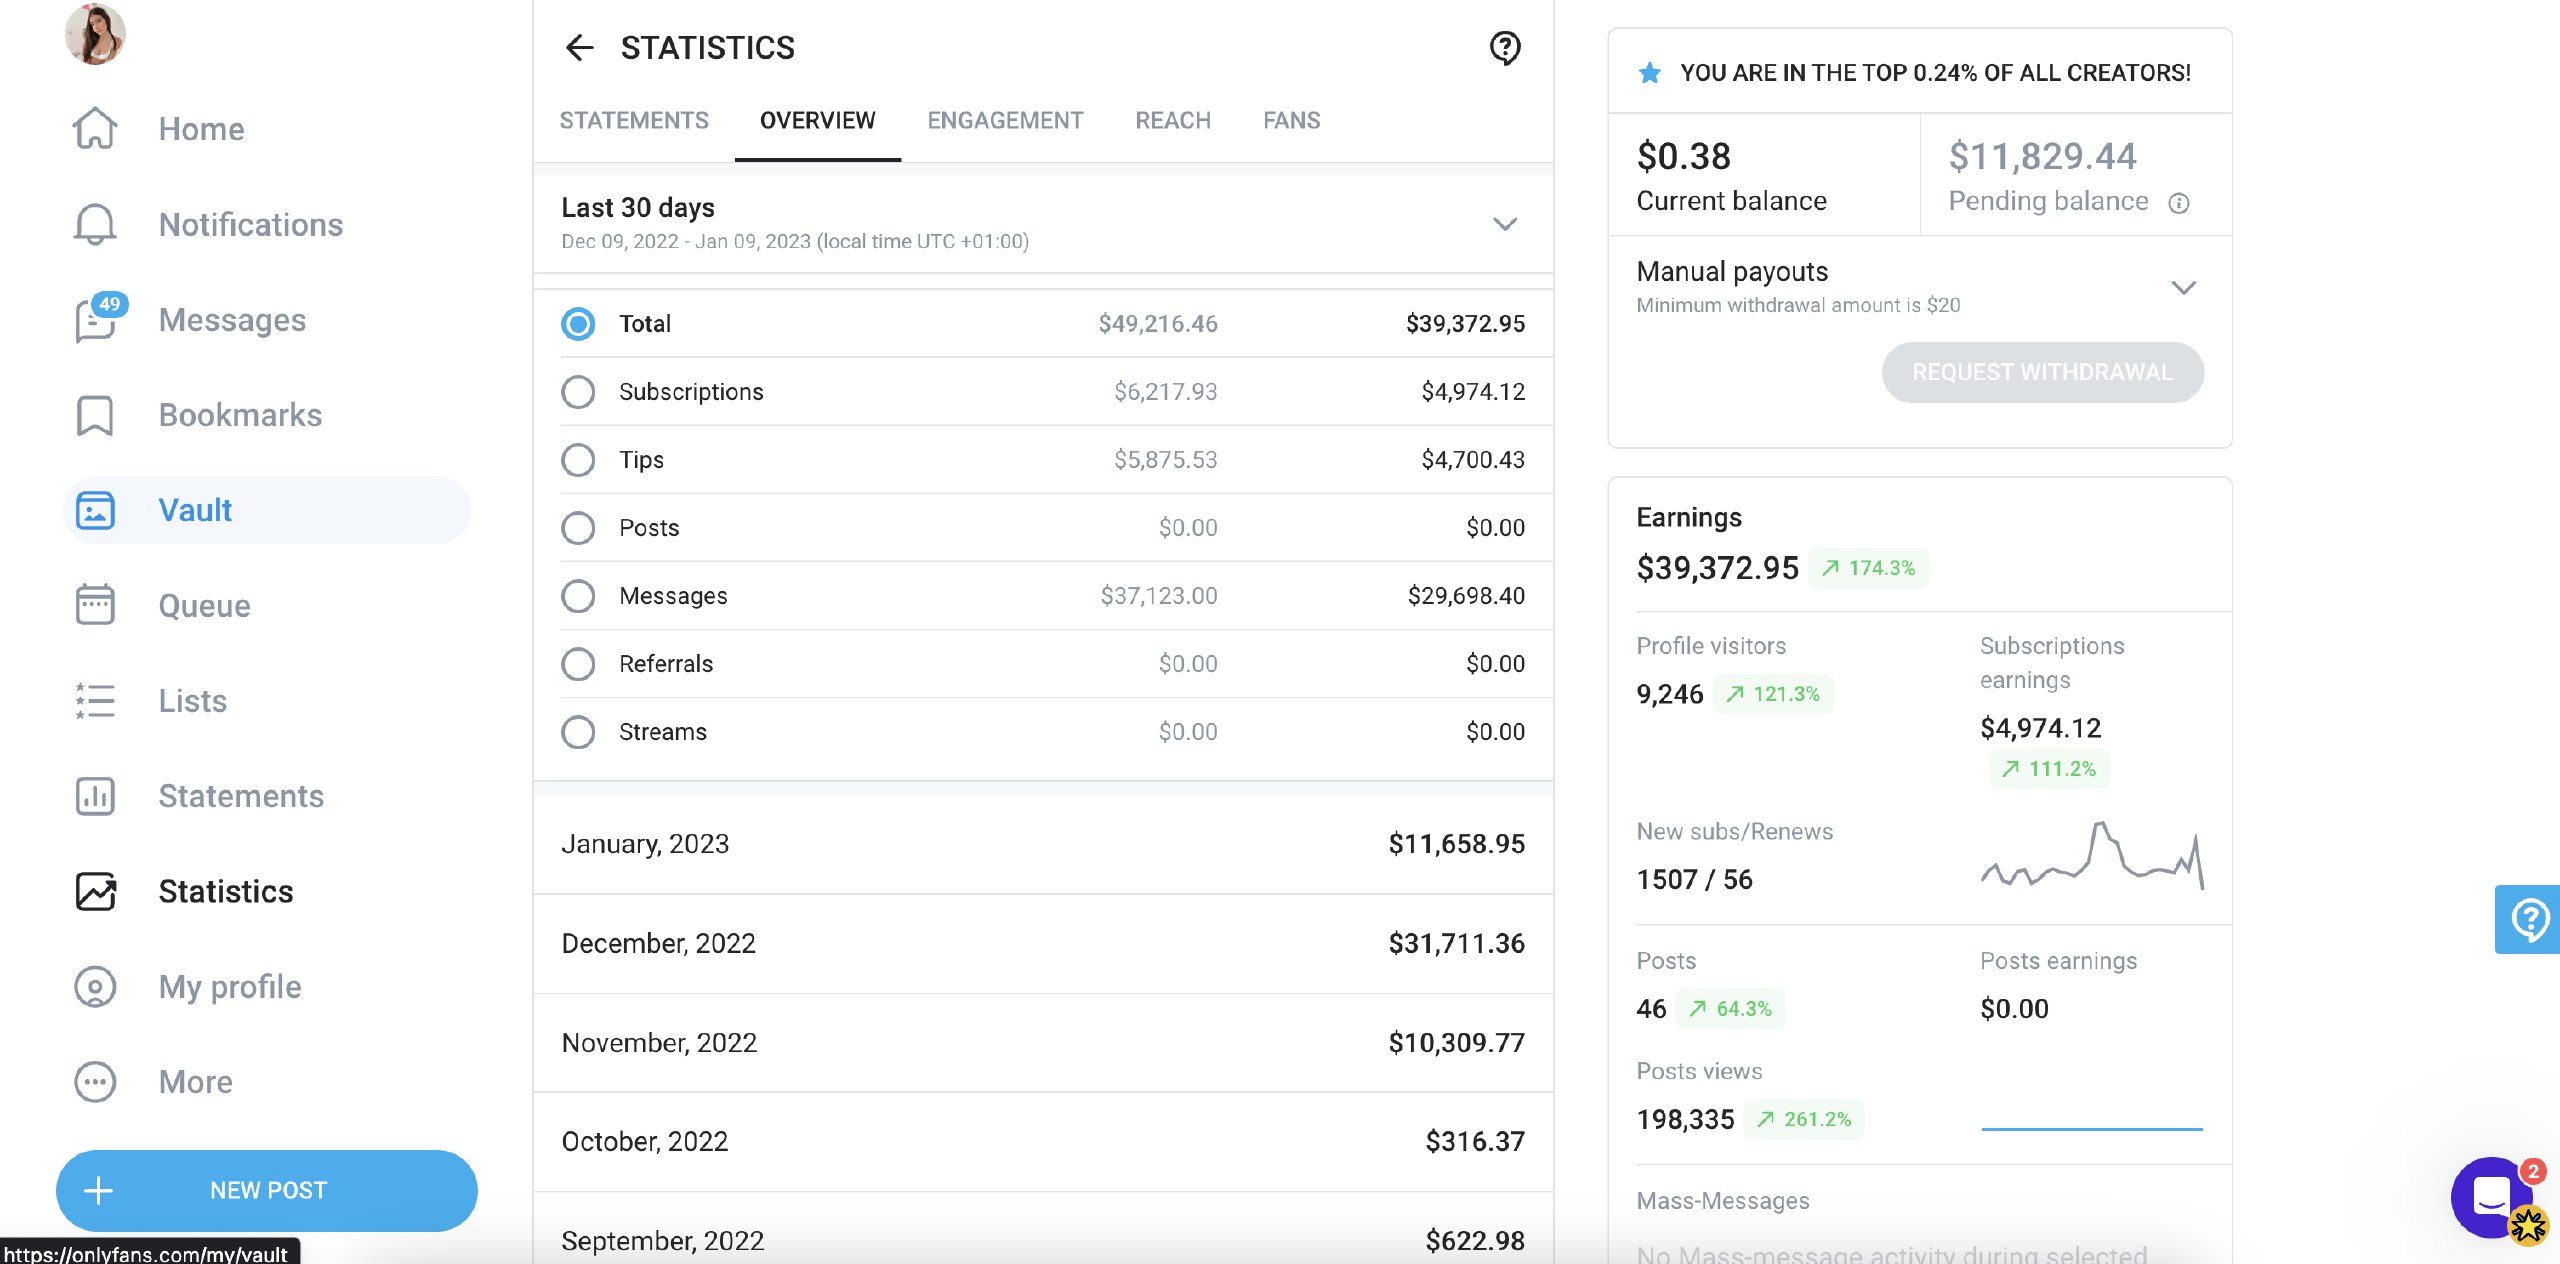 Home
Notifications
49
Messages
Bookmarks
Vault
Queue
Lists
Statements
Statistics
My profile
More
NEW POST
https://onlyfans.com/my/vault
STATISTICS
STATEMENTS OVERVIEW ENGAGEMENT REACH FANS
Last 30 days
Dec 09, 2022 - Jan 09, 2023 (local time UTC +01:00)
Total $49,216.46 $39,372.95
Subscriptions $6,217.93 $4,974.12
Tips $5,875.53 $4,700.43
Posts $0.00 $0.00
Messages $37,123.00 $29,698.40
Referrals $0.00 $0.00
Streams $0.00 $0.00
January, 2023 $11,658.95
December, 2022 $31,711.36
November, 2022 $10,309.77
October, 2022 $316.37
September, 2022 $622.98
YOU ARE IN THE TOP 0.24% OF ALL CREATORS!
$0.38 $11,829.44
Current balance Pending balance
Manual payouts
Minimum withdrawal amount is $20
REQUEST WITHDRAWAL
Earnings
$39,372.95 174.3%
Profile visitors
9,246 121.3%
Subscriptions
earnings
$4,974.12
111.2%
New subs/Renews
1507 / 56
Posts Posts earnings
46 64.3% $0.00
Posts views
198,335 261.2%
Mass-Messages
No Mass-message activity during selected
2